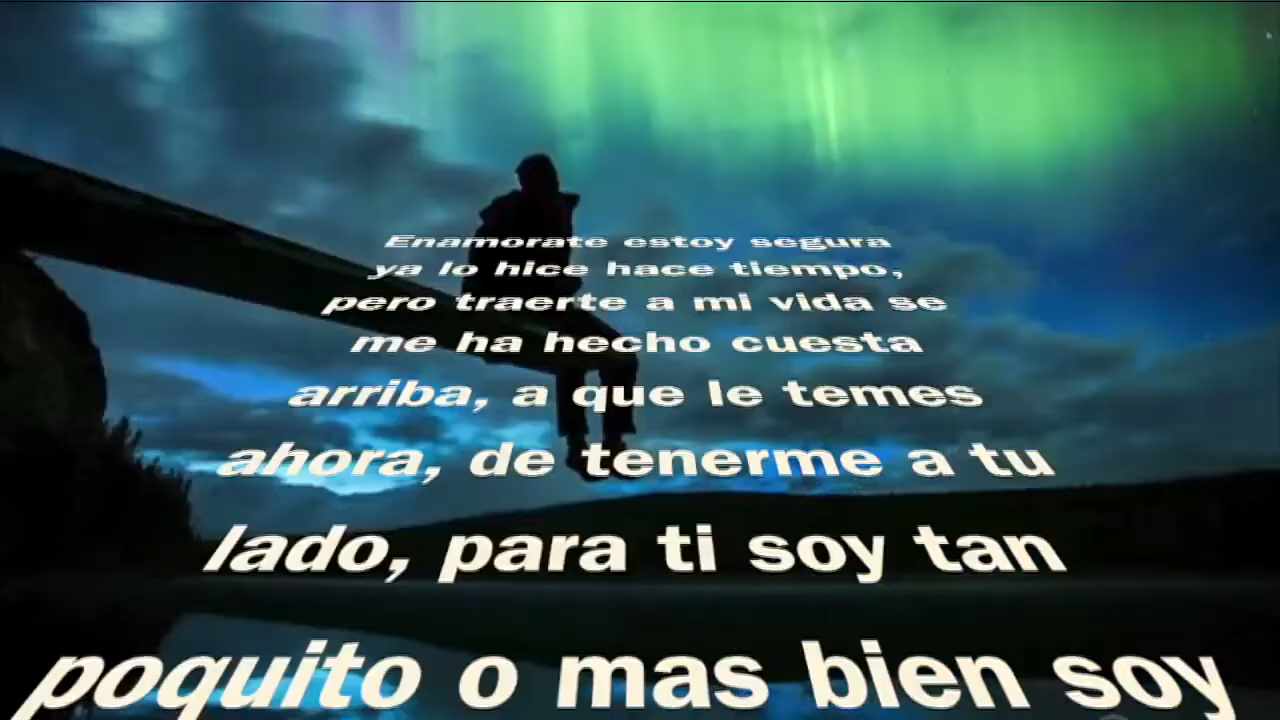 Enamorate estoy segura
ya lo hice hace tiempo,
pero traerte a mi vida se
me ha hecho cuesta
arriba, a que le temes
ahora, de tenerme a tu
lado, para ti soy tan
poquito o mas bien soy